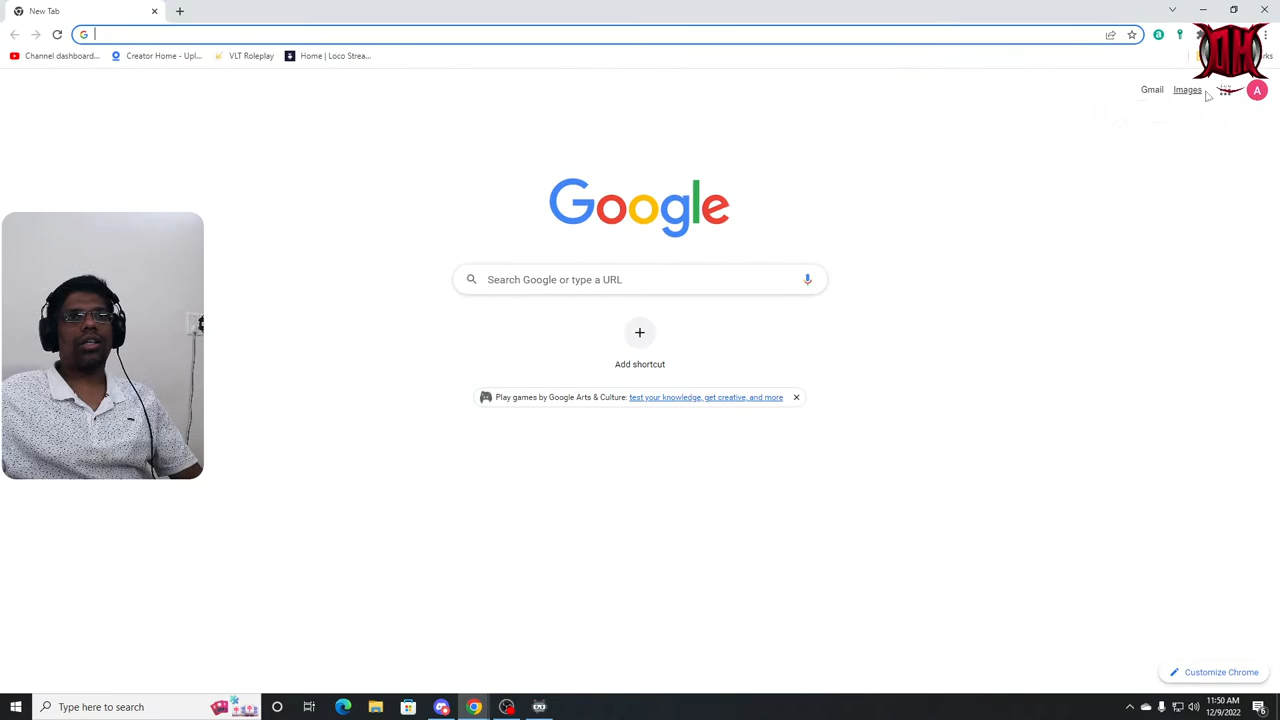 New Tab
Channel dashboard...
Creator Home - Upl...
VLT Roleplay
Home | Loco Strea...
Gmail
Images
A
Google
Search Google or type a URL
Add shortcut
Play games by Google Arts & Culture: test your knowledge, get creative, and more
Customize Chrome
Type here to search
11:50 AM
12/9/2022